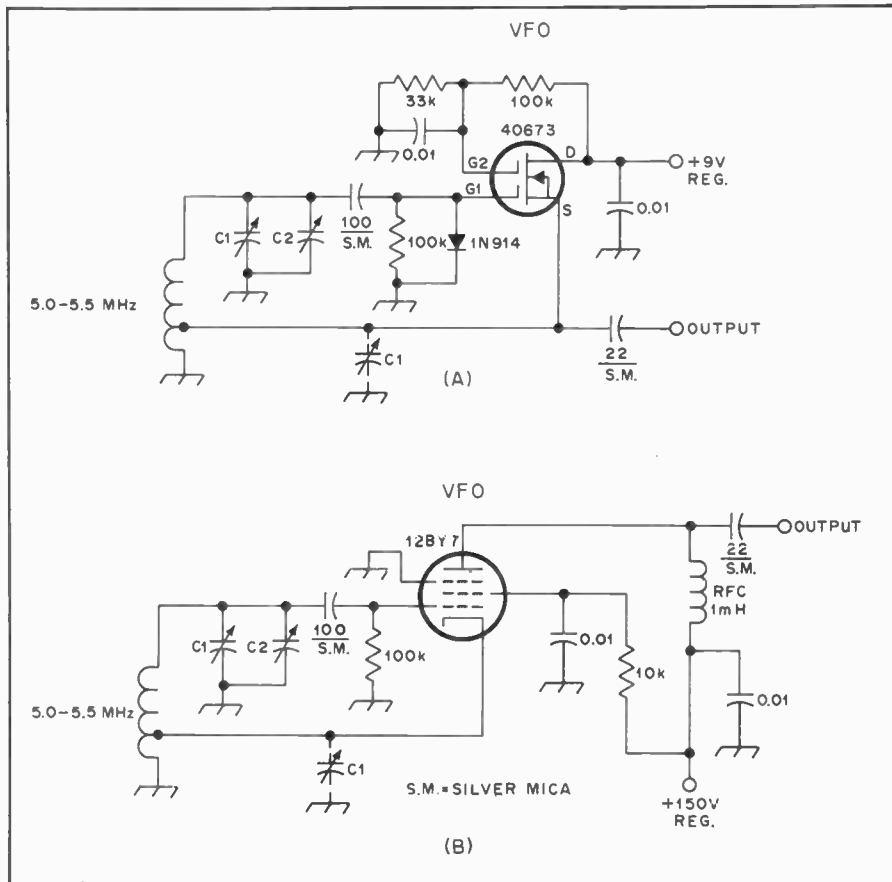 VFO
33k
100k
0.01
40673
G2
D
+9V
REG.
G1
S
0.01
C1
C2
100
S.M.
100k
1N914
5.0-5.5 MHz
OUTPUT
22
S.M.
C1
(A)
VFO
12BY7
OUTPUT
22
S.M.
RFC
1mH
C1
C2
100
S.M.
100k
0.01
10k
0.01
5.0-5.5 MHz
C1
S.M.=SILVER MICA
+150V
REG.
(B)